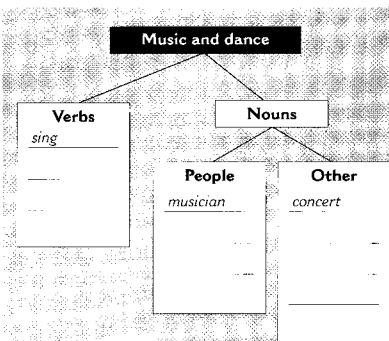 Music and dance
Verbs
sing
Nouns
People
musician
Other
concert